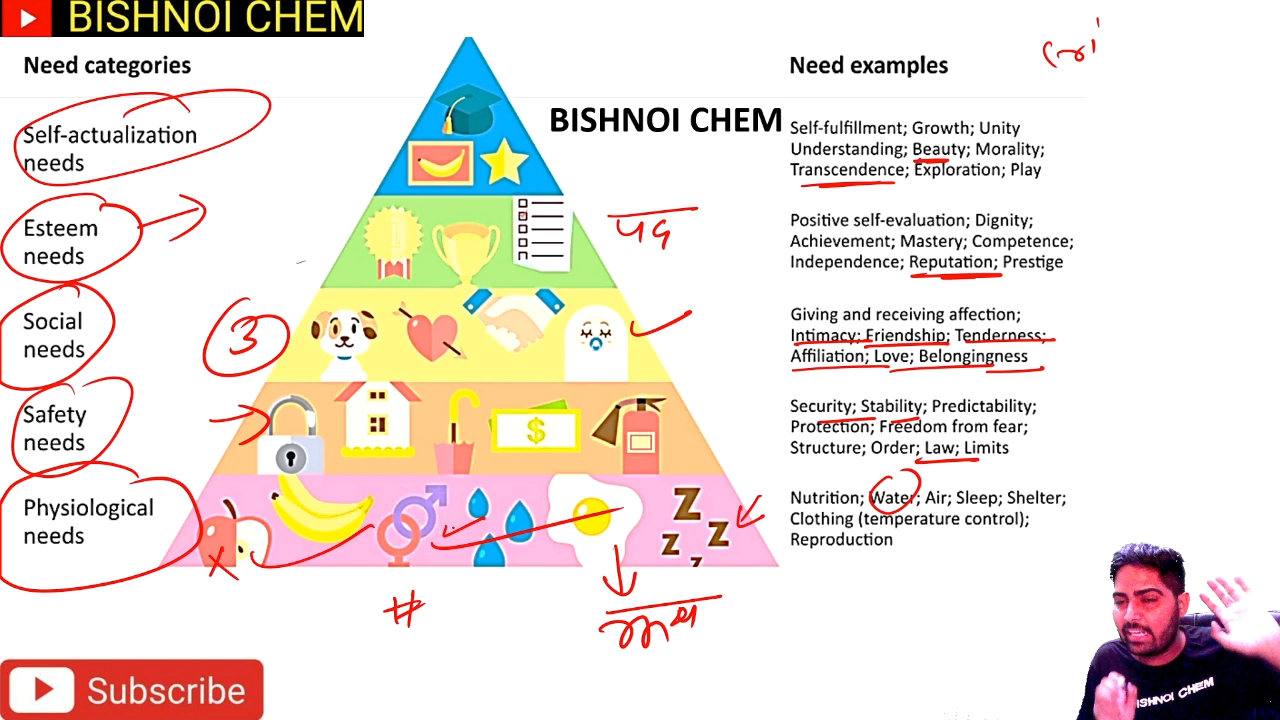 BISHNOI CHEM
Need categories
Need examples
BISHNOI CHEM
Self-actualization
needs
Self-fulfillment; Growth; Unity
Understanding; Beauty; Morality;
Transcendence; Exploration; Play
Esteem
needs
Positive self-evaluation; Dignity;
Achievement; Mastery; Competence;
Independence; Reputation; Prestige
Social
needs
3
Giving and receiving affection;
Intimacy; Friendship; Tenderness;
Affiliation; Love; Belongingness
Safety
needs
$
Security; Stability; Predictability;
Protection; Freedom from fear;
Structure; Order; Law; Limits
Physiological
needs
Z
Z
Z
z
Nutrition; Water; Air; Sleep; Shelter;
Clothing (temperature control);
Reproduction
#
Subscribe
BISHNOI CHEM